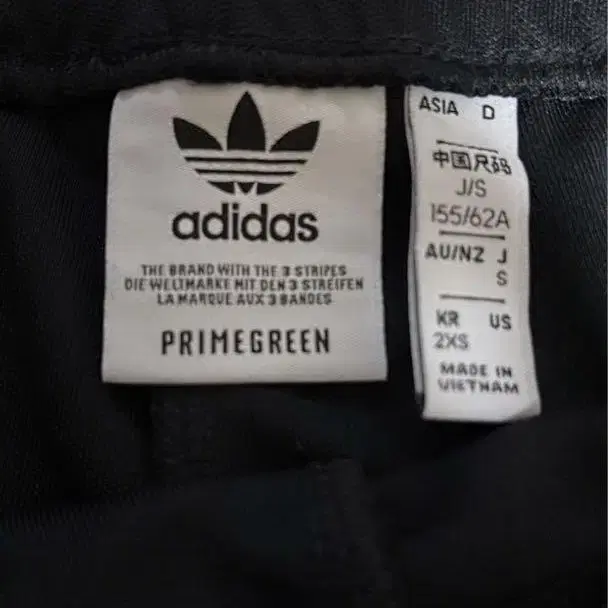 adidas
THE BRAND WITH THE 3 STRIPES
DIE WELTMARKE MIT DEN 3 STREIFEN
LA MARQUE AUX 3 BANDES
PRIMEGREEN
ASIA D
中国尺码
J/S
155/62A
AU/NZ J
S
KR US
2XS
MADE IN
VIETNAM